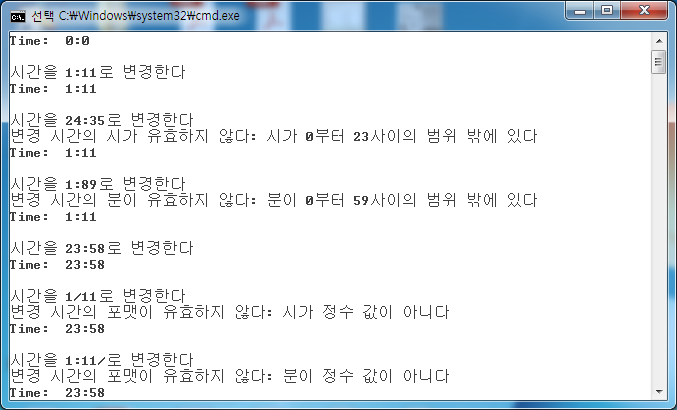 선택 C:₩Windows₩system32₩cmd.exe
Time:  0:0
시간을 1:11로 변경한다
Time:  1:11
시간을 24:35로 변경한다
변경 시간의 시가 유효하지 않다: 시가 0부터 23사이의 범위 밖에 있다
Time:  1:11
시간을 1:89로 변경한다
변경 시간의 분이 유효하지 않다: 분이 0부터 59사이의 범위 밖에 있다
Time:  1:11
시간을 23:58로 변경한다
Time:  23:58
시간을 1/11로 변경한다
변경 시간의 포맷이 유효하지 않다: 시가 정수 값이 아니다
Time:  23:58
시간을 1:11/로 변경한다
변경 시간의 포맷이 유효하지 않다: 분이 정수 값이 아니다
Time:  23:58